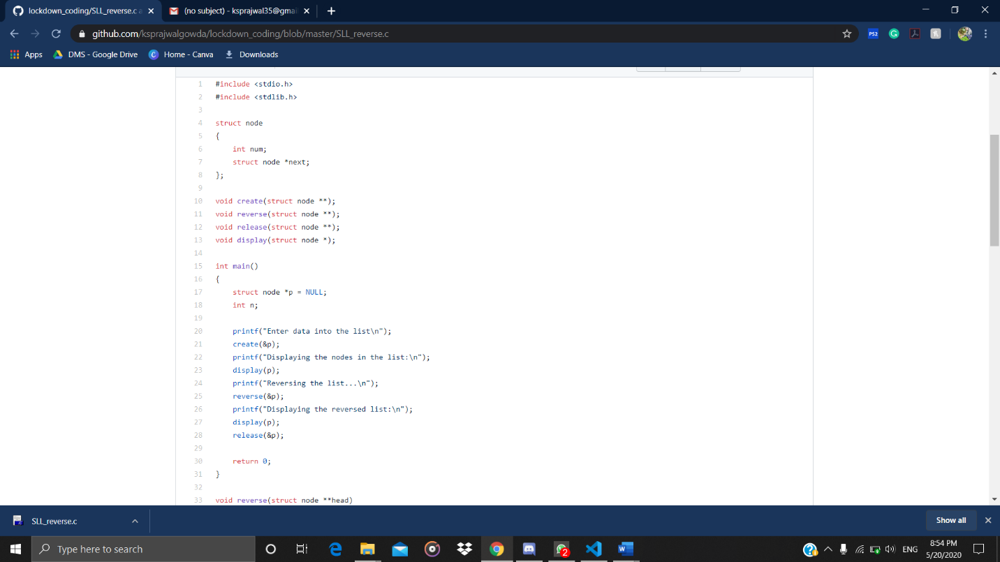 lockdown_coding/SLL_reverse.c a
(no subject) - ksprajwal35@gmai
github.com/ksprajwalgowda/lockdown_coding/blob/master/SLL_reverse.c
PS2
Apps
DMS - Google Drive
Home - Canva
Downloads
1 #include <stdio.h>
2 #include <stdlib.h>
3
4 struct node
5 {
6     int num;
7     struct node *next;
8 };
9
10 void create(struct node **);
11 void reverse(struct node **);
12 void release(struct node **);
13 void display(struct node *);
14
15 int main()
16 {
17     struct node *p = NULL;
18     int n;
19
20     printf("Enter data into the list\n");
21     create(&p);
22     printf("Displaying the nodes in the list:\n");
23     display(p);
24     printf("Reversing the list...\n");
25     reverse(&p);
26     printf("Displaying the reversed list:\n");
27     display(p);
28     release(&p);
29
30     return 0;
31 }
32
33 void reverse(struct node **head)
SLL_reverse.c
Show all
Type here to search
2
ENG
8:54 PM
5/20/2020